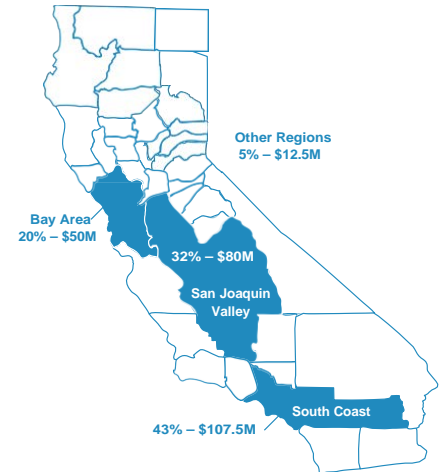 Other Regions
5% – $12.5M
Bay Area
20% – $50M
32% – $80M
San Joaquin
Valley
South Coast
43% – $107.5M